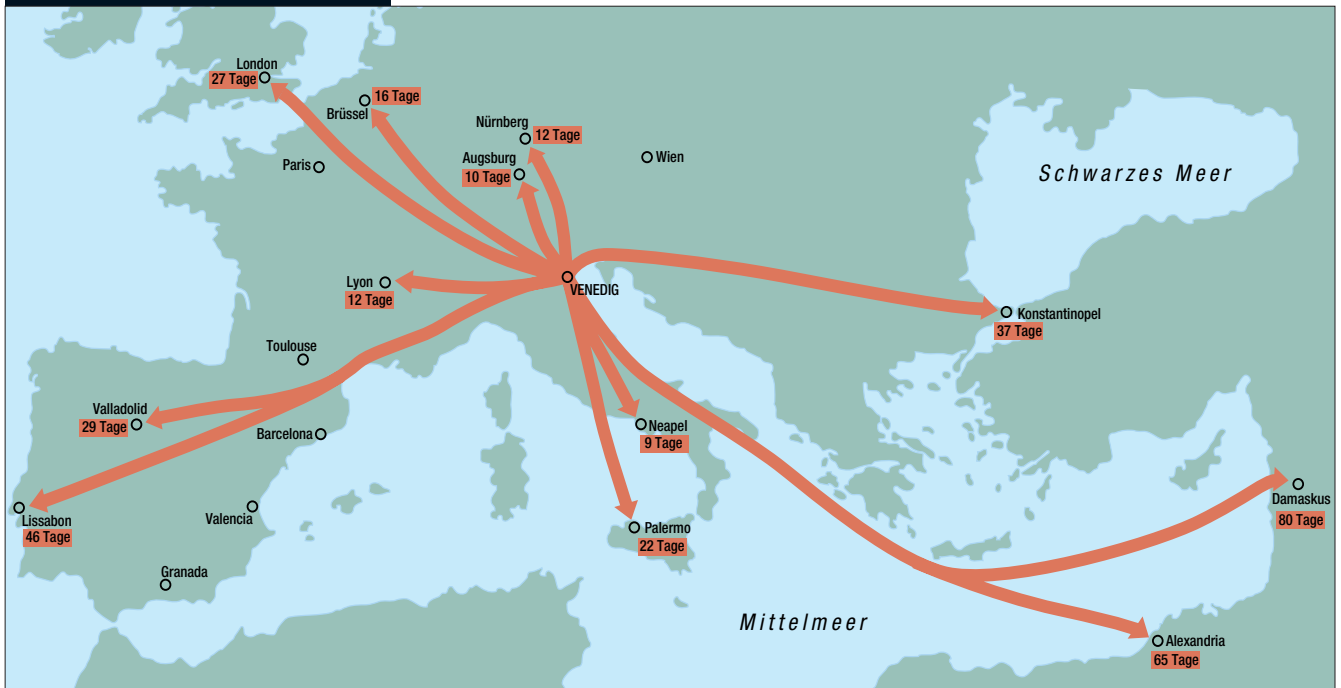 London
27 Tage
16 Tage
Brüssel
Nürnberg
12 Tage
Augsburg
10 Tage
Wien
Paris
Schwarzes Meer
Lyon
12 Tage
VENEDIG
Konstantinopel
37 Tage
Toulouse
Valladolid
29 Tage
Barcelona
Neapel
9 Tage
Lissabon
46 Tage
Valencia
Palermo
22 Tage
Damaskus
80 Tage
Granada
Mittelmeer
Alexandria
65 Tage